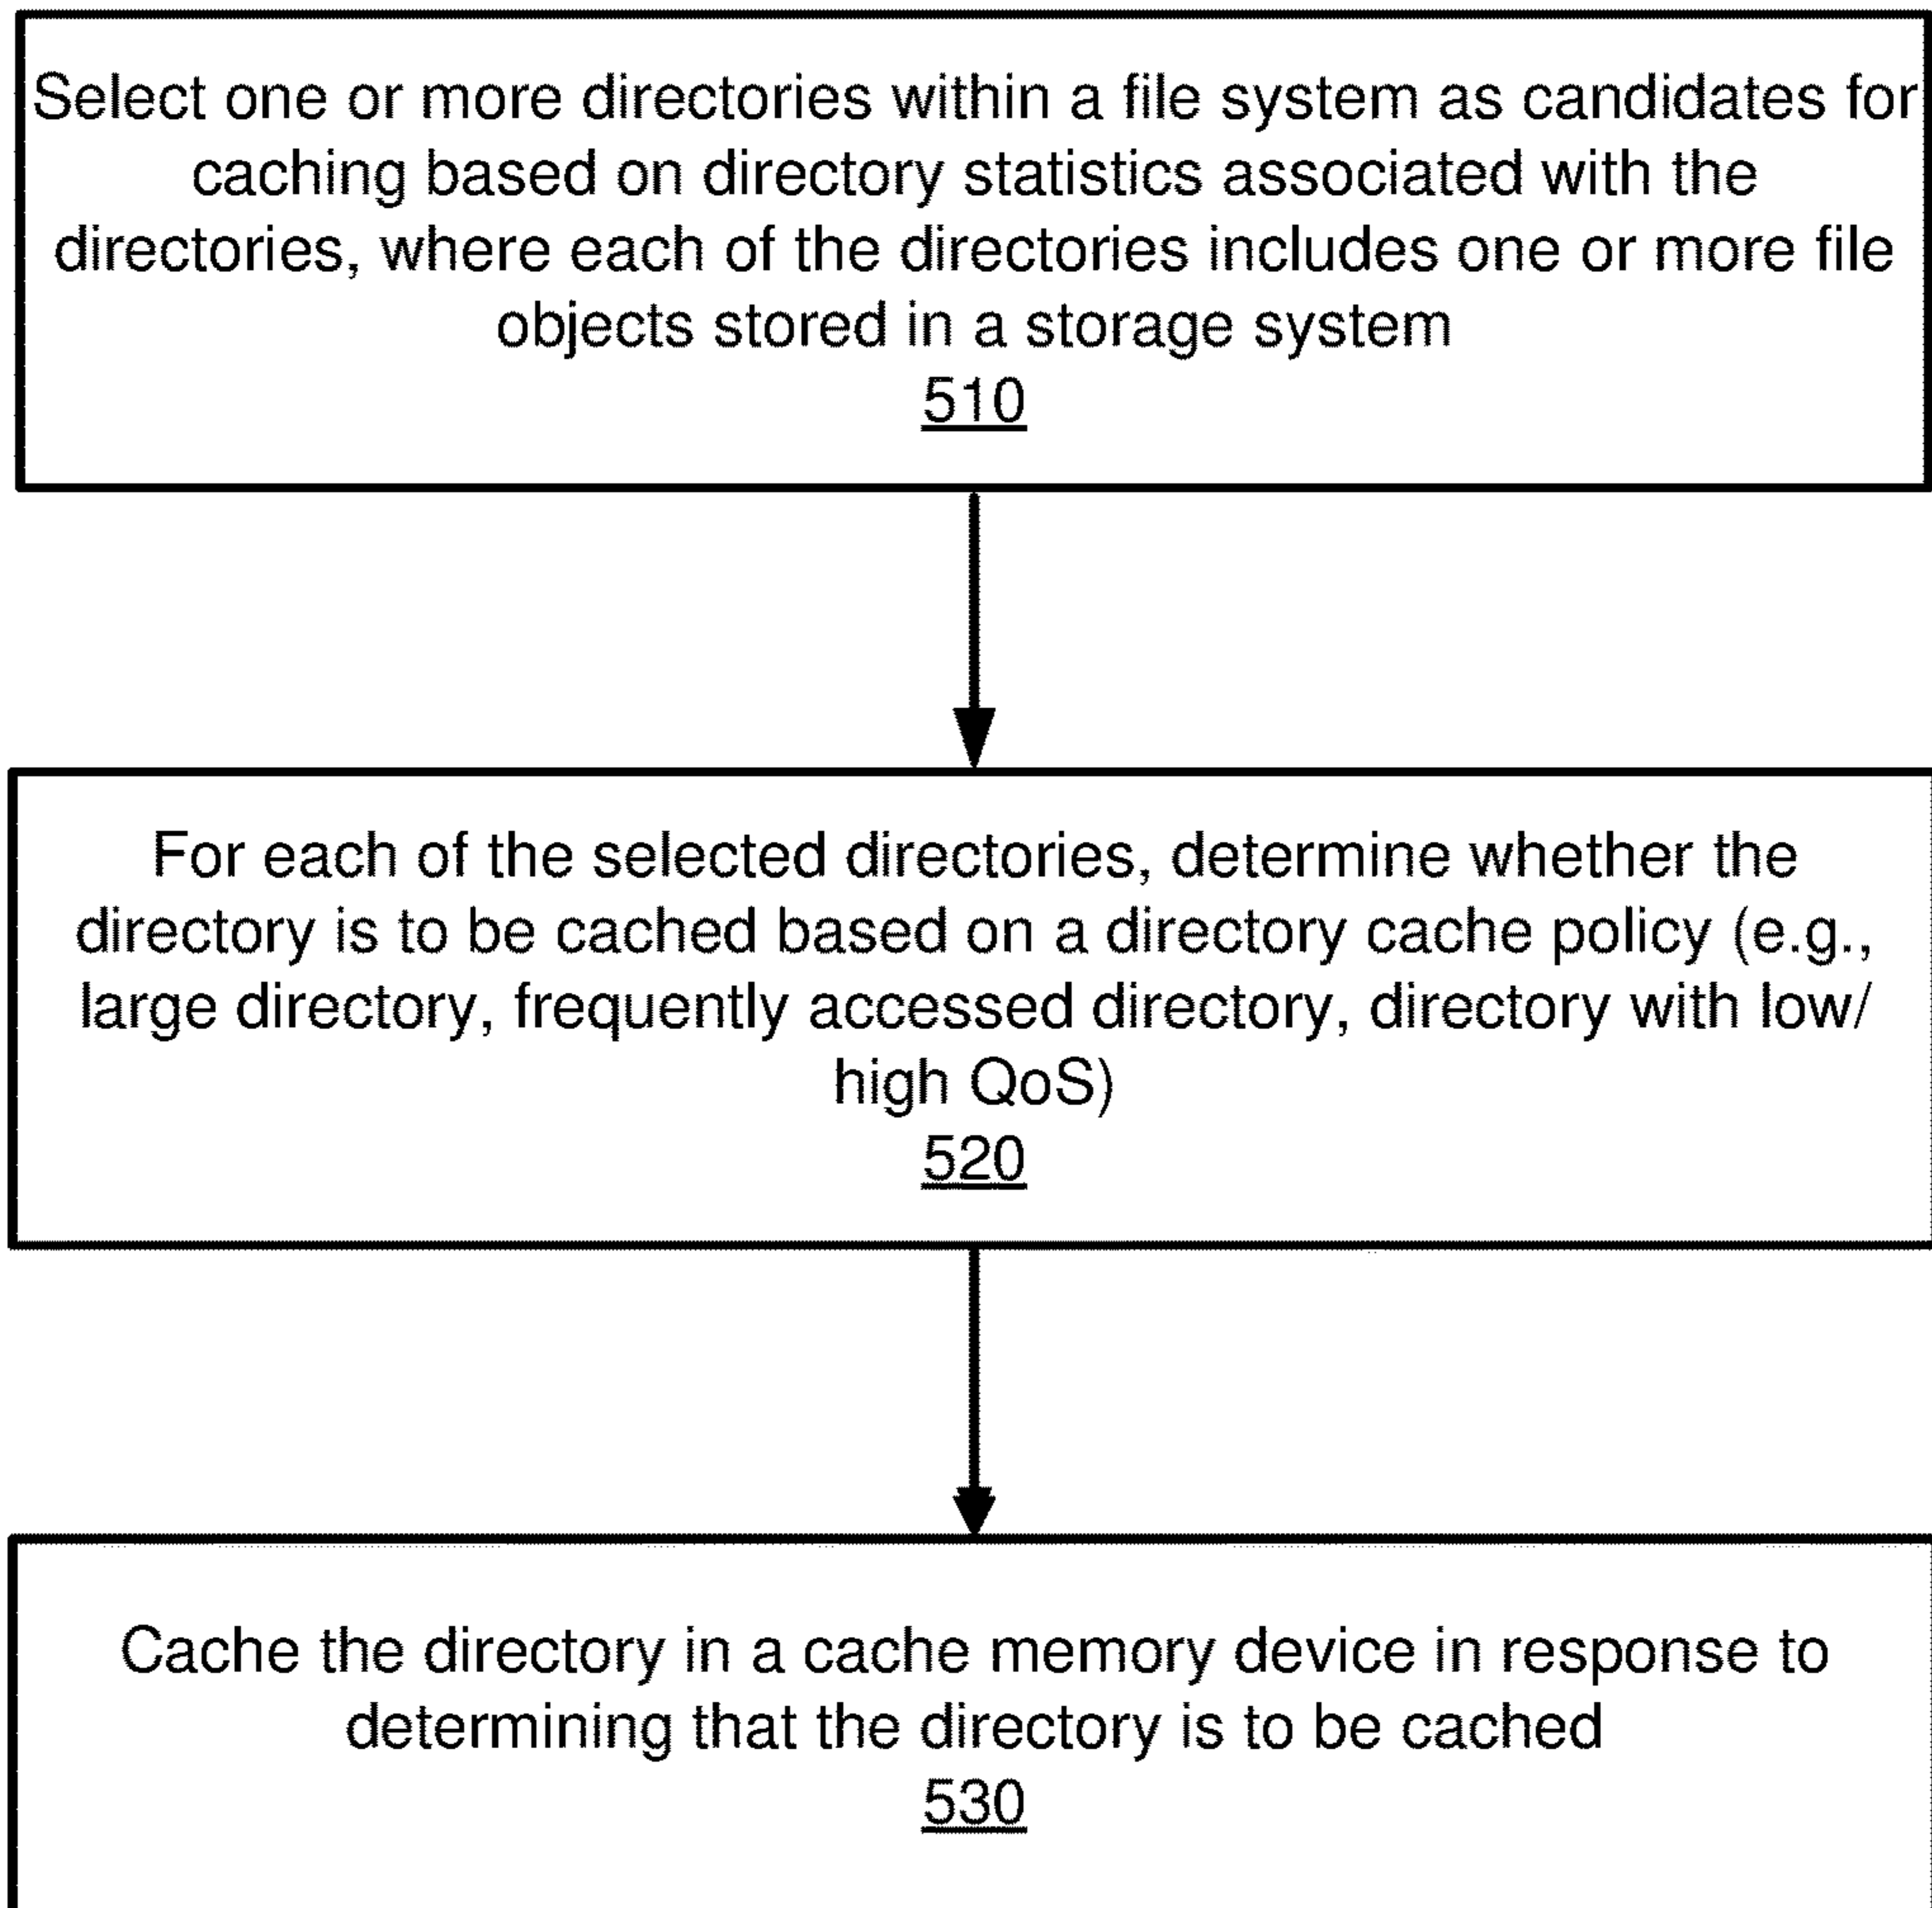 Select one or more directories within a file system as candidates for
caching based on directory statistics associated with the
directories, where each of the directories includes one or more file
objects stored in a storage system
510
For each of the selected directories, determine whether the
directory is to be cached based on a directory cache policy (e.g.,
large directory, frequently accessed directory, directory with low/
high QoS)
520
Cache the directory in a cache memory device in response to
determining that the directory is to be cached
530